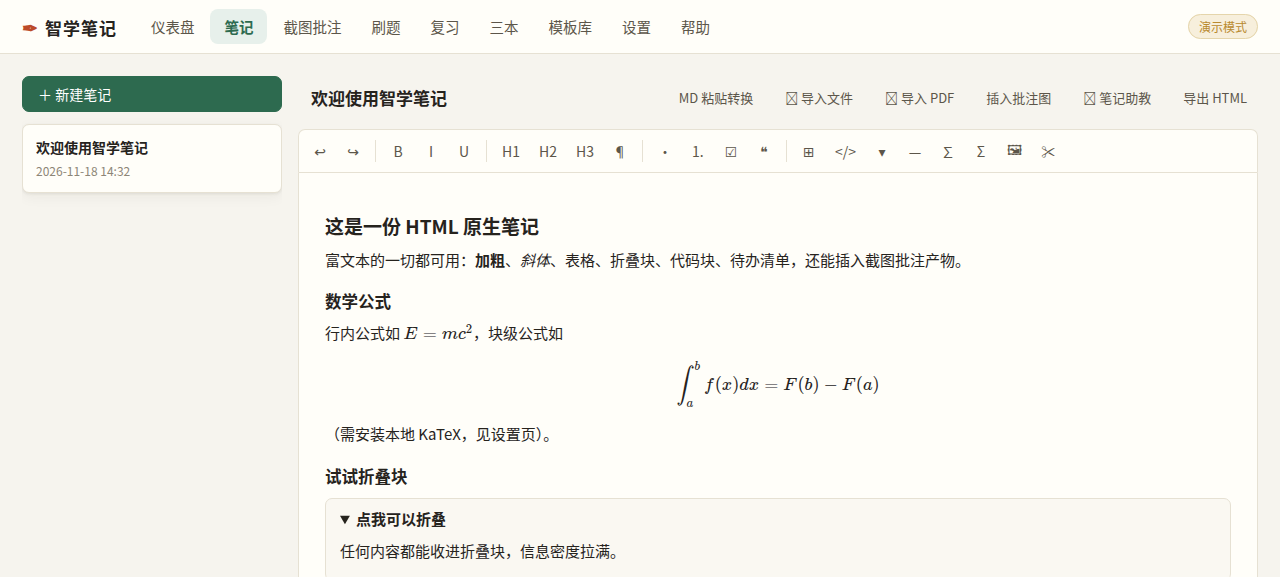 智学笔记
仪表盘 笔记 截图批注 刷题 复习 三本 模板库 设置 帮助
演示模式
＋ 新建笔记
欢迎使用智学笔记
2026-11-18 14:32
欢迎使用智学笔记
MD 粘贴转换 导入文件 导入 PDF 插入批注图 笔记助教 导出 HTML
↩ ↪ B I U H1 H2 H3 ¶ • 1. ☑ ❝ ⊞ </> ▾ — ∑ Σ 🖼 ✂
这是一份 HTML 原生笔记
富文本的一切都可用：加粗、斜体、表格、折叠块、代码块、待办清单，还能插入截图批注产物。
数学公式
行内公式如 E = mc²，块级公式如
∫_a^b f(x)dx = F(b) − F(a)
（需安装本地 KaTeX，见设置页）。
试试折叠块
▼ 点我可以折叠
任何内容都能收进折叠块，信息密度拉满。